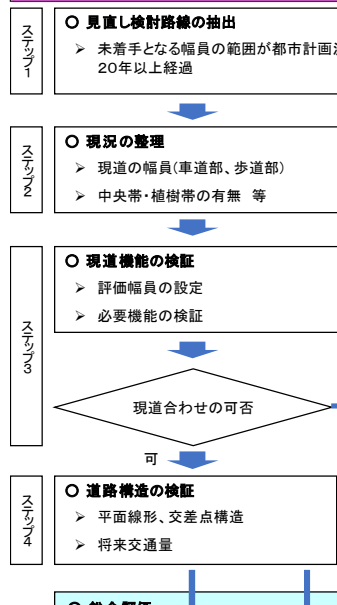 ステップ1
○ 見直し検討路線の抽出
➢ 未着手となる幅員の範囲が都市計画
20年以上経過
ステップ2
○ 現況の整理
➢ 現道の幅員(車道部、歩道部)
➢ 中央帯・植樹帯の有無 等
ステップ3
○ 現道機能の検証
➢ 評価幅員の設定
➢ 必要機能の検証
現道合わせの可否
可
ステップ4
○ 道路構造の検証
➢ 平面線形、交差点構造
➢ 将来交通量